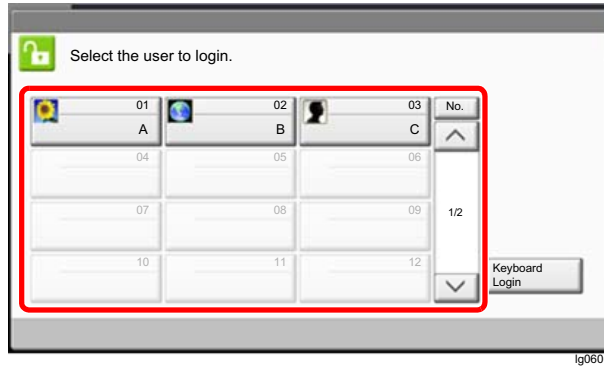 Select the user to login.
01 02 03 No.
A B C
04 05 06
07 08 09 1/2
10 11 12
Keyboard
Login
lg060